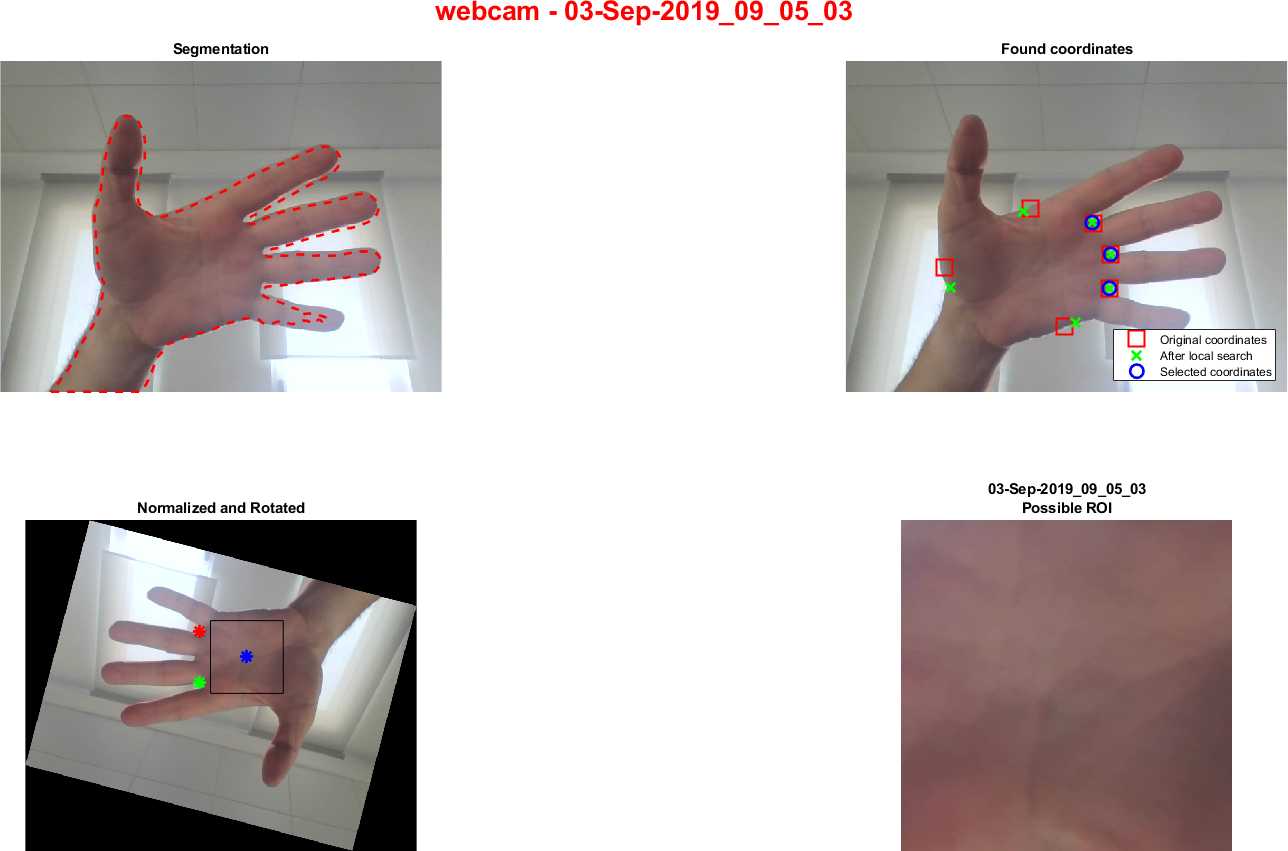 webcam - 03-Sep-2019_09_05_03
Segmentation
Found coordinates
Original coordinates
After local search
Selected coordinates
Normalized and Rotated
03-Sep-2019_09_05_03
Possible ROI